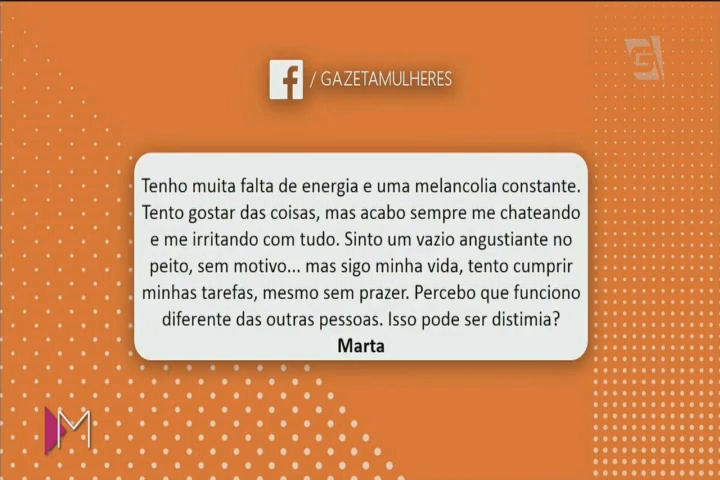 f / GAZETAMULHERES
G
Tenho muita falta de energia e uma melancolia constante.
Tento gostar das coisas, mas acabo sempre me chateando
e me irritando com tudo. Sinto um vazio angustiante no
peito, sem motivo... mas sigo minha vida, tento cumprir
minhas tarefas, mesmo sem prazer. Percebo que funciono
diferente das outras pessoas. Isso pode ser distimia?
Marta
M